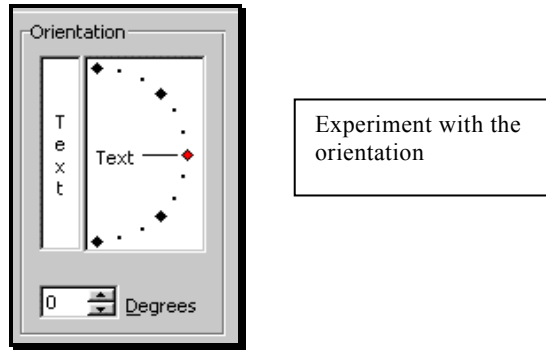 Orientation
T
e
x
t
Text
0 Degrees
Experiment with the
orientation